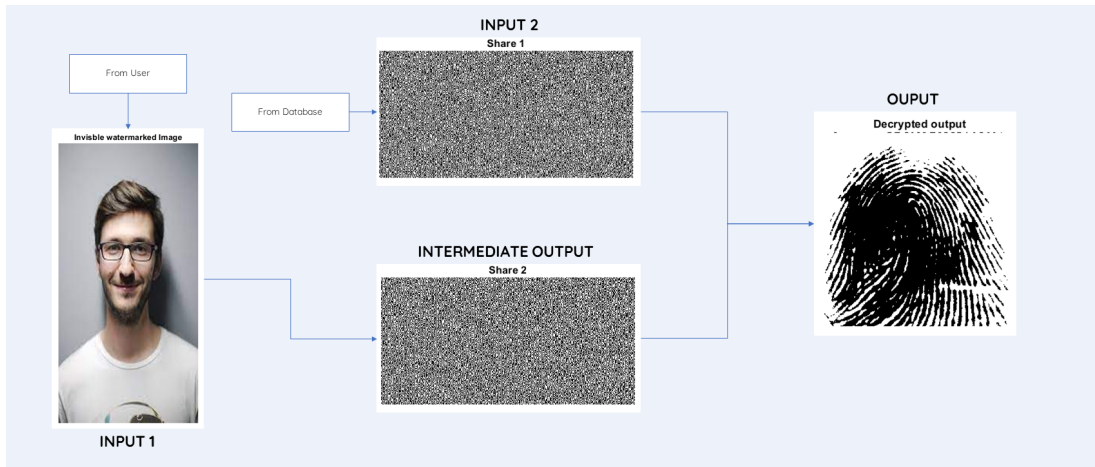 INPUT 2
Share 1
From User
From Database
OUPUT
Decrypted output
Invisble watermarked Image
INTERMEDIATE OUTPUT
Share 2
INPUT 1